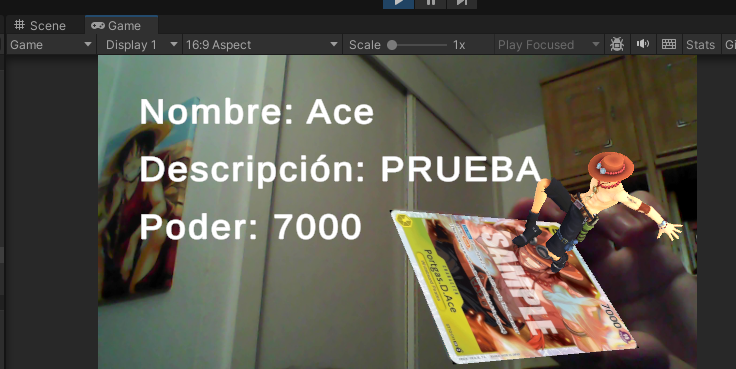 Scene Game
Game Display 1 16:9 Aspect Scale 1x Play Focused Stats Gi
Nombre: Ace
Descripción: PRUEBA
Poder: 7000
SAMPLE
Portgas.D.Ace
7000